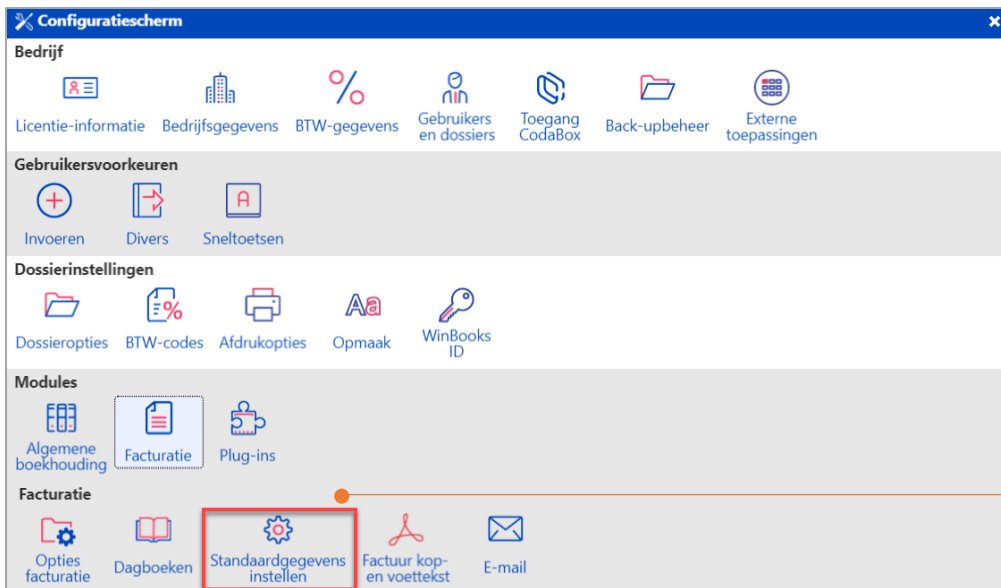 Configuratiescherm
Bedrijf
Licentie-informatie Bedrijfsgegevens BTW-gegevens Gebruikers en dossiers Toegang CodaBox Back-upbeheer Externe toepassingen
Gebruikersvoorkeuren
A
Invoeren Divers Sneltoetsen
Dossierinstellingen
% Aa
Dossieropties BTW-codes Afdrukopties Opmaak WinBooks ID
Modules
Algemene boekhouding Facturatie Plug-ins
Facturatie
Opties facturatie Dagboeken Standaardgegevens instellen Factuur kop- en voettekst E-mail